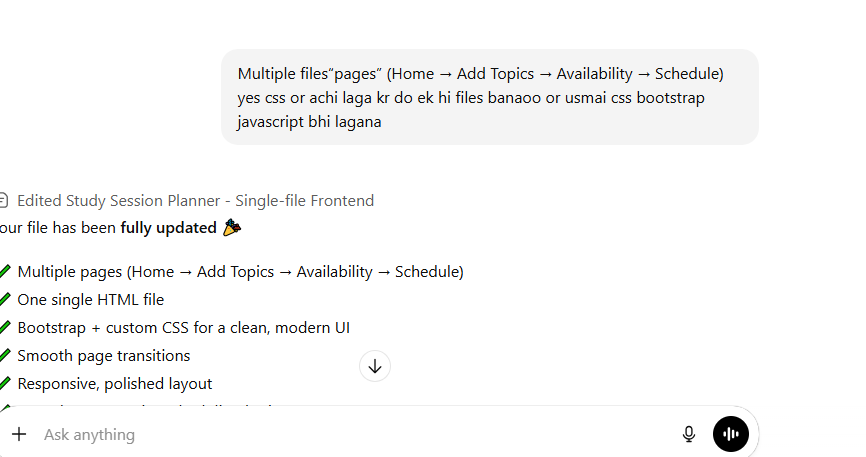 Multiple files“pages” (Home → Add Topics → Availability → Schedule)
yes css or achi laga kr do ek hi files banaoo or usmai css bootstrap
javascript bhi lagana
Edited Study Session Planner - Single-file Frontend
our file has been fully updated 🎉
Multiple pages (Home → Add Topics → Availability → Schedule)
One single HTML file
Bootstrap + custom CSS for a clean, modern UI
Smooth page transitions
Responsive, polished layout
Ask anything